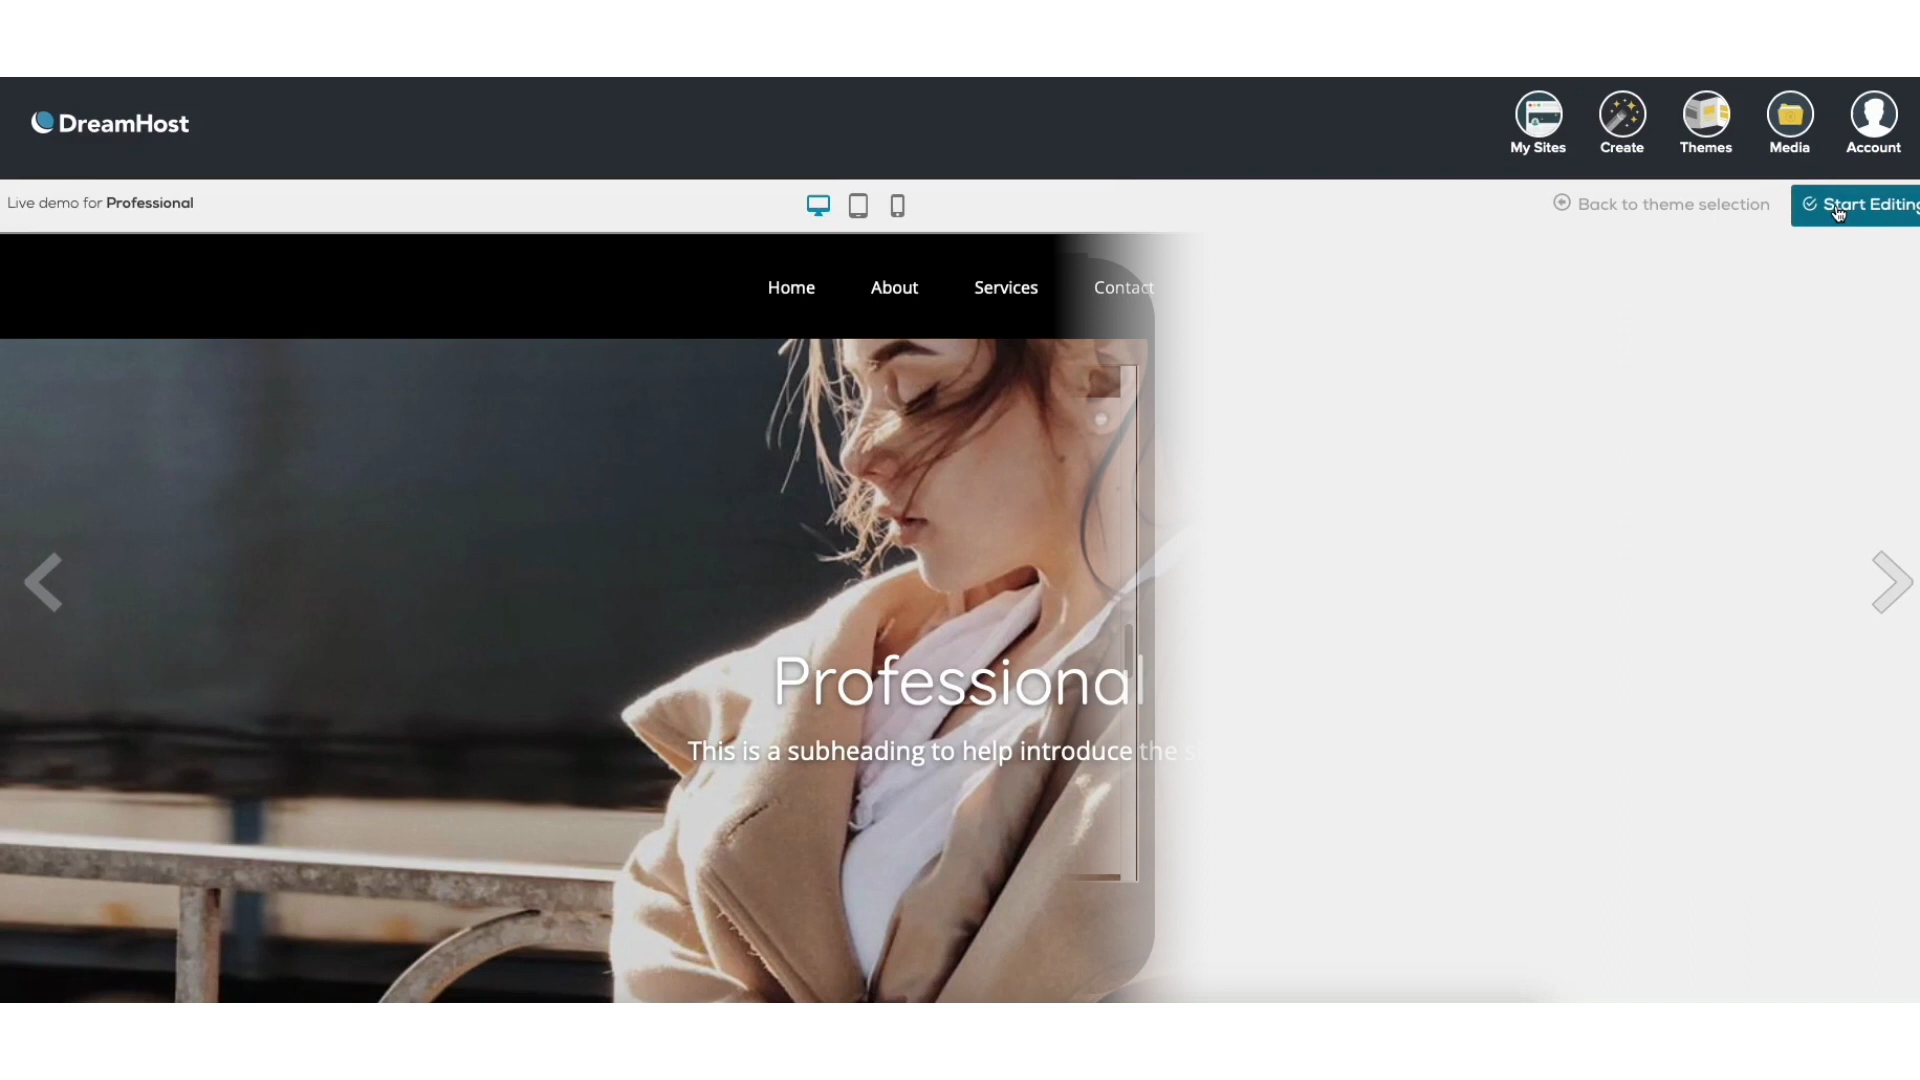 DreamHost
My Sites
Create
Themes
Media
Account
Live demo for Professional
Back to theme selection
Start Editing
Home
About
Services
Contact
Professional
This is a subheading to help introduce the